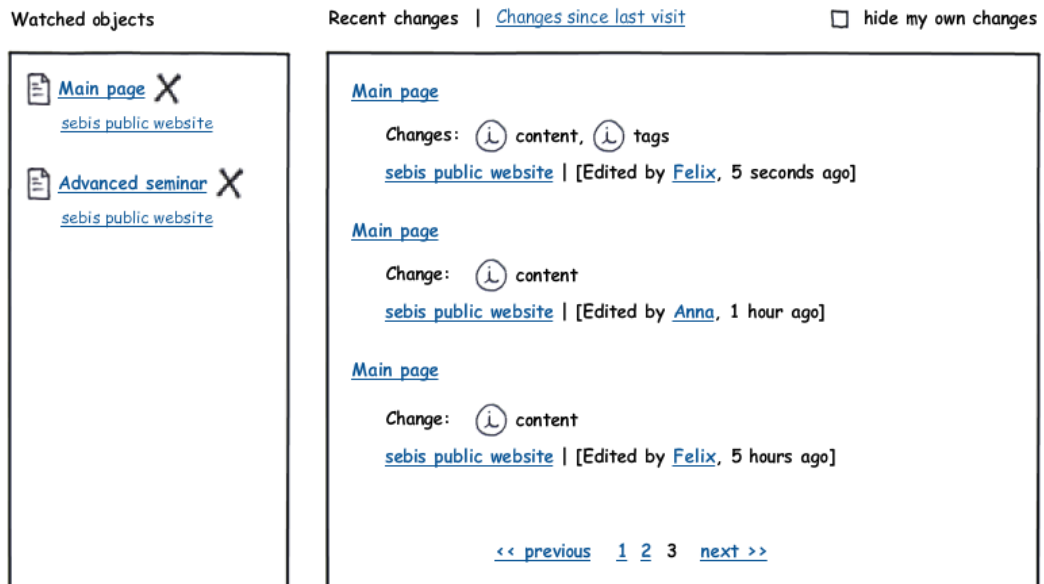 Watched objects
Recent changes | Changes since last visit
hide my own changes
Main page
sebis public website
Advanced seminar
sebis public website
Main page
Changes: i content, i tags
sebis public website | [Edited by Felix, 5 seconds ago]
Main page
Change: i content
sebis public website | [Edited by Anna, 1 hour ago]
Main page
Change: i content
sebis public website | [Edited by Felix, 5 hours ago]
<< previous 1 2 3 next >>